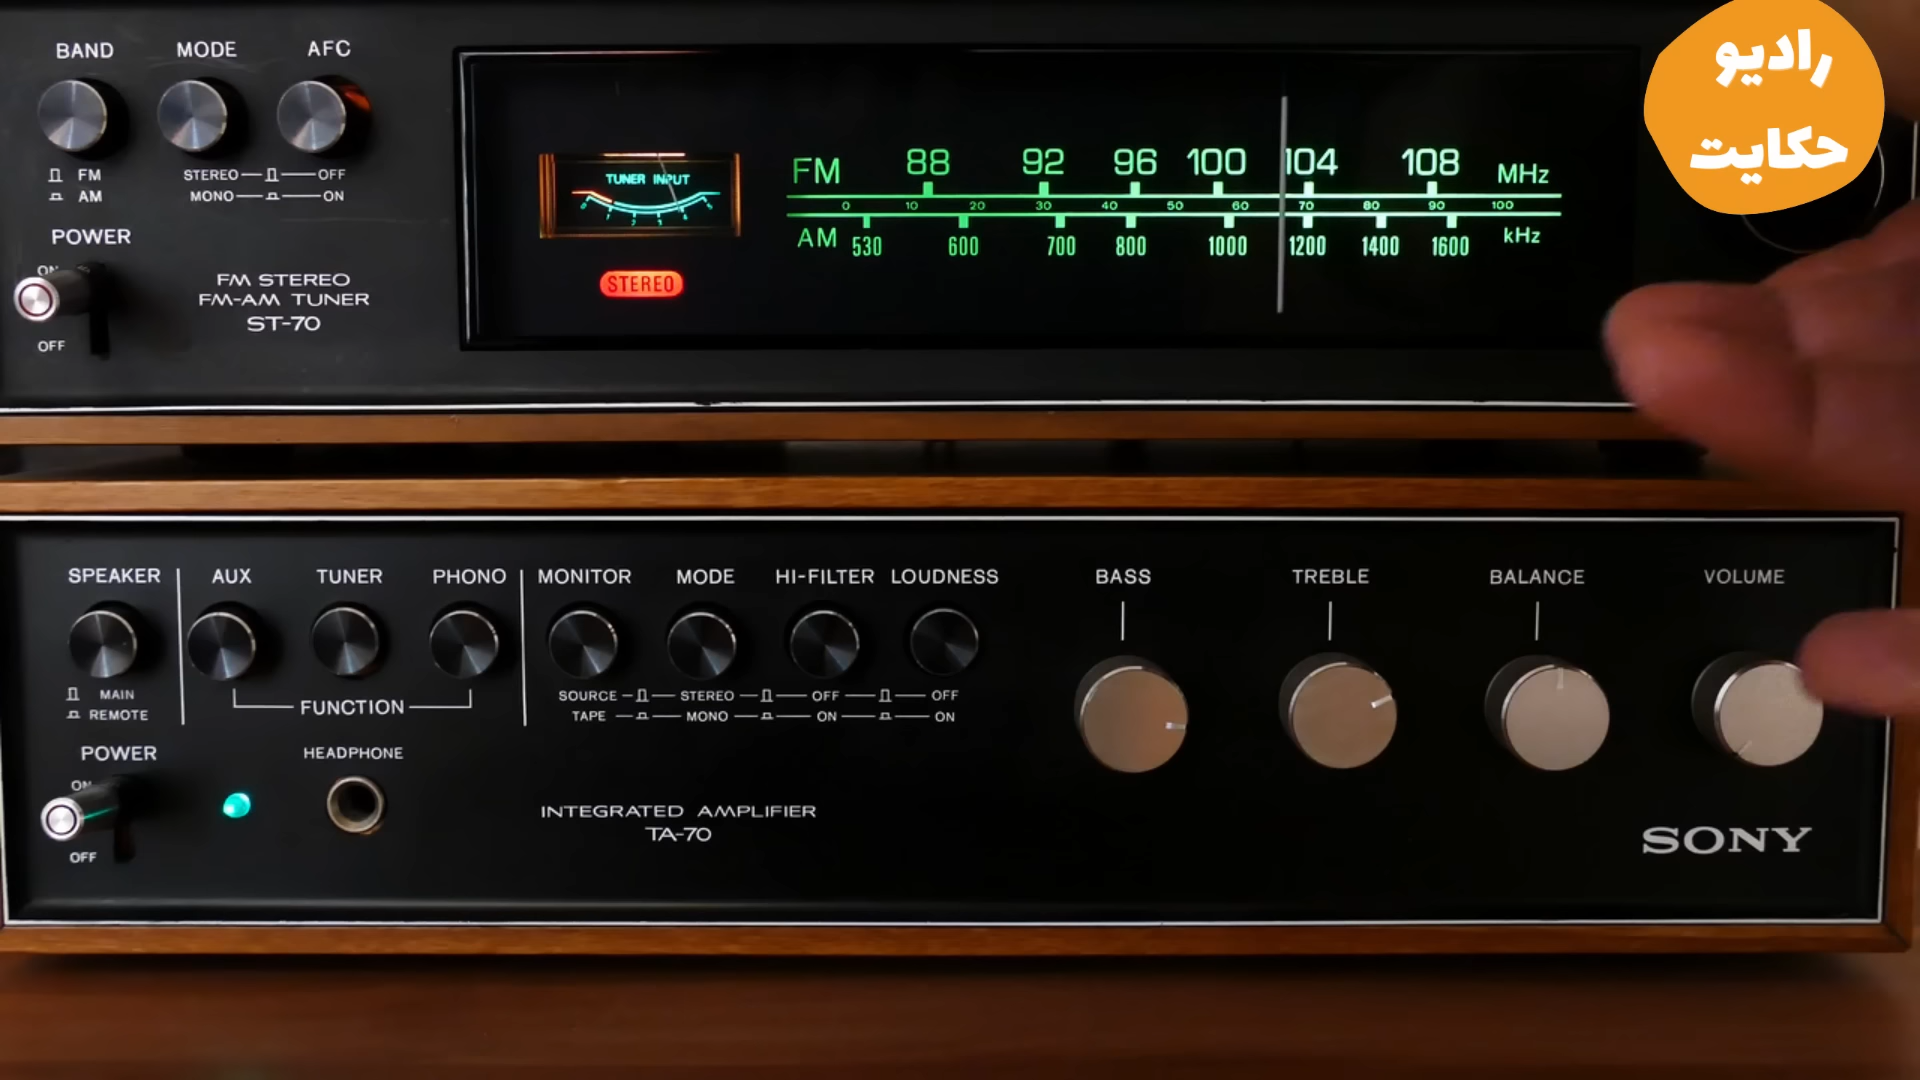 رادیو
حکایت
BAND MODE AFC
FM
AM
STEREO OFF
MONO ON
POWER
ON
OFF
FM STEREO
FM-AM TUNER
ST-70
TUNER INPUT
STEREO
FM 88 92 96 100 104 108 MHz
0 10 20 30 40 50 60 70 80 90 100
AM 530 600 700 800 1000 1200 1400 1600 kHz
SPEAKER AUX TUNER PHONO MONITOR MODE HI-FILTER LOUDNESS BASS TREBLE BALANCE VOLUME
MAIN
REMOTE
FUNCTION
SOURCE STEREO OFF OFF
TAPE MONO ON ON
POWER
ON
OFF
HEADPHONE
INTEGRATED AMPLIFIER
TA-70
SONY